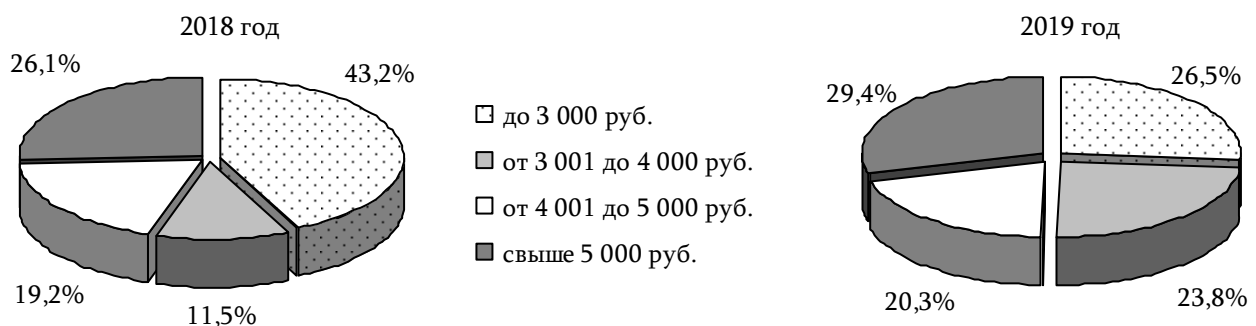 2018 год
26,1%
43,2%
19,2%
11,5%
до 3 000 руб.
от 3 001 до 4 000 руб.
от 4 001 до 5 000 руб.
свыше 5 000 руб.
2019 год
29,4%
26,5%
20,3%
23,8%